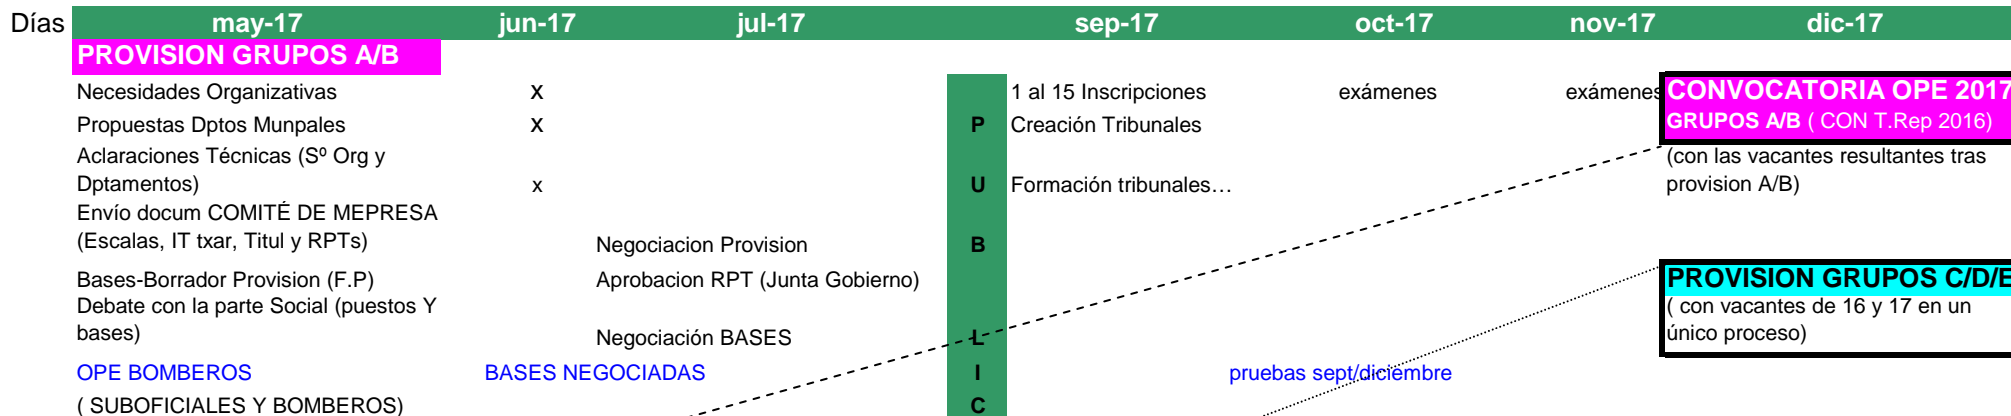 Días may-17 jun-17 jul-17 sep-17 oct-17 nov-17 dic-17
PROVISION GRUPOS A/B
Necesidades Organizativas x 1 al 15 Inscripciones exámenes exámenes CONVOCATORIA OPE 2017
Propuestas Dptos Munpales x P Creación Tribunales GRUPOS A/B ( CON T.Rep 2016)
Aclaraciones Técnicas (Sº Org y (con las vacantes resultantes tras
Dptamentos) x U Formación tribunales… provision A/B)
Envío docum COMITÉ DE MEPRESA
(Escalas, IT txar, Titul y RPTs) Negociacion Provision B
Bases-Borrador Provision (F.P) Aprobacion RPT (Junta Gobierno) PROVISION GRUPOS C/D/E
Debate con la parte Social (puestos Y ( con vacantes de 16 y 17 en un
bases) Negociación BASES L único proceso)
OPE BOMBEROS BASES NEGOCIADAS I pruebas sept/diciembre
( SUBOFICIALES Y BOMBEROS) C